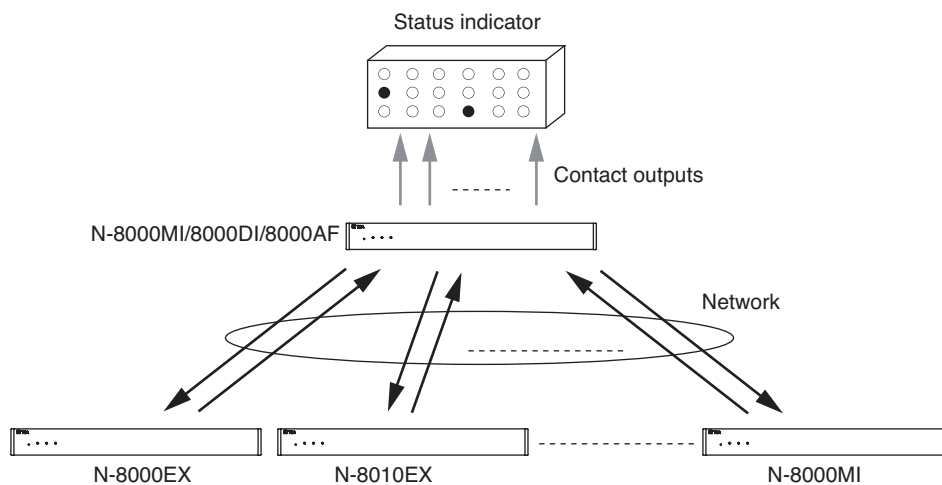 Status indicator
Contact outputs
N-8000MI/8000DI/8000AF
Network
N-8000EX
N-8010EX
N-8000MI